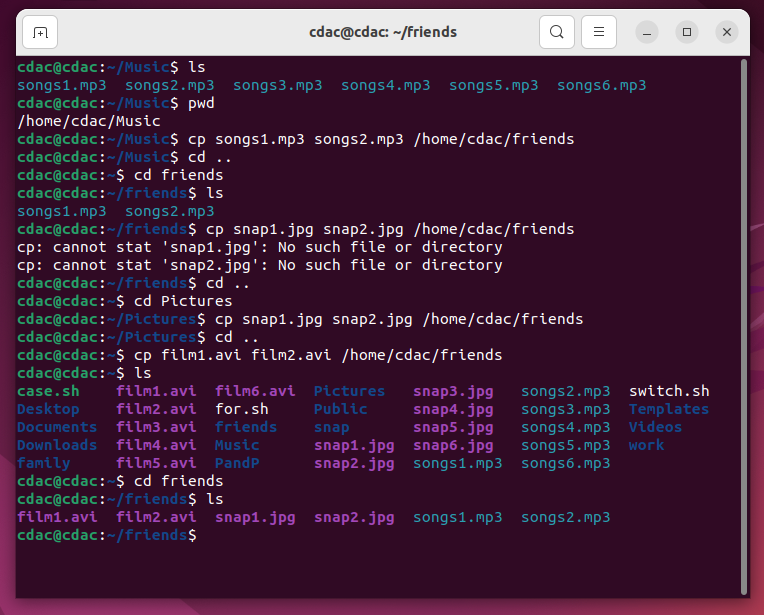 cdac@cdac: ~/friends
cdac@cdac:~/Music$ ls
songs1.mp3  songs2.mp3  songs3.mp3  songs4.mp3  songs5.mp3  songs6.mp3
cdac@cdac:~/Music$ pwd
/home/cdac/Music
cdac@cdac:~/Music$ cp songs1.mp3 songs2.mp3 /home/cdac/friends
cdac@cdac:~/Music$ cd ..
cdac@cdac:~$ cd friends
cdac@cdac:~/friends$ ls
songs1.mp3  songs2.mp3
cdac@cdac:~/friends$ cp snap1.jpg snap2.jpg /home/cdac/friends
cp: cannot stat 'snap1.jpg': No such file or directory
cp: cannot stat 'snap2.jpg': No such file or directory
cdac@cdac:~/friends$ cd ..
cdac@cdac:~$ cd Pictures
cdac@cdac:~/Pictures$ cp snap1.jpg snap2.jpg /home/cdac/friends
cdac@cdac:~/Pictures$ cd ..
cdac@cdac:~$ cp film1.avi film2.avi /home/cdac/friends
cdac@cdac:~$ ls
case.sh    film1.avi  film6.avi  Pictures   snap3.jpg   songs2.mp3  switch.sh
Desktop    film2.avi  for.sh     Public     snap4.jpg   songs3.mp3  Templates
Documents  film3.avi  friends    snap       snap5.jpg   songs4.mp3  Videos
Downloads  film4.avi  Music      snap1.jpg  snap6.jpg   songs5.mp3  work
family     film5.avi  PandP      snap2.jpg  songs1.mp3  songs6.mp3
cdac@cdac:~$ cd friends
cdac@cdac:~/friends$ ls
film1.avi  film2.avi  snap1.jpg  snap2.jpg  songs1.mp3  songs2.mp3
cdac@cdac:~/friends$